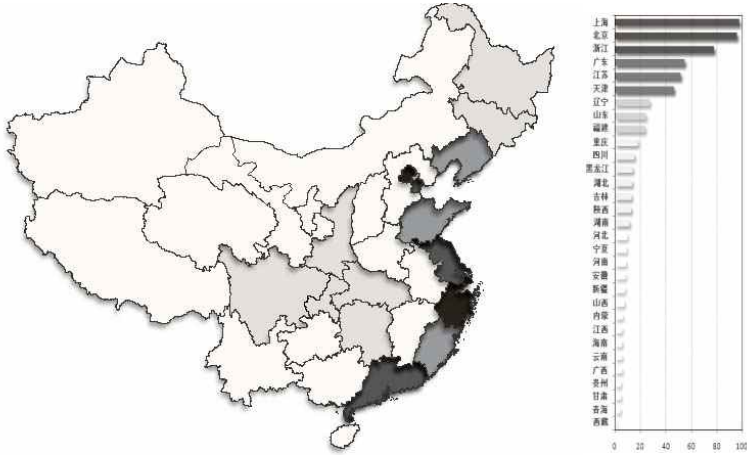 上海
北京
浙江
广东
江苏
天津
辽宁
山东
福建
重庆
四川
黑龙江
湖北
吉林
陕西
湖南
河北
宁夏
河南
安徽
新疆
山西
内蒙
江西
海南
云南
广西
贵州
甘肃
青海
西藏
0 20 40 60 80 100